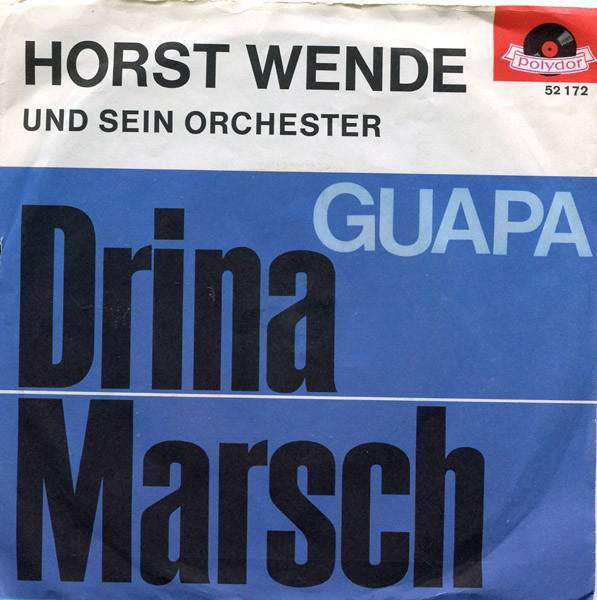 HORST WENDE
Polydor
52 172
UND SEIN ORCHESTER
GUAPA
Drina
Marsch